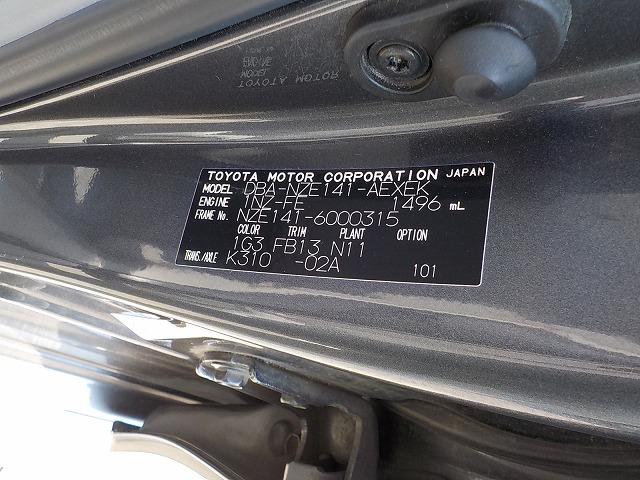 TOYOTA MOTOR CORPORATION JAPAN
MODEL DBA-NZE141-AEXEK
ENGINE 1NZ-FE 1496 mL
FRAME No. NZE141-6000315
COLOR TRIM PLANT OPTION
1G3 FB13 N11
TRANS./AXLE K310 -02A 101